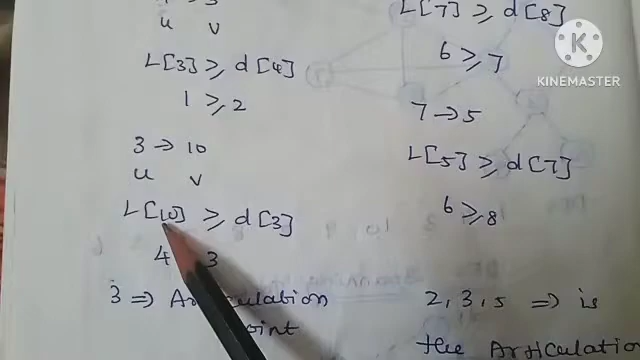 u v
L[3] ≥ d[4]
1 ≥ 2
3 → 10
u v
L[10] ≥ d[3]
4 3
3 ⇒ Articulation
L[7] ≥ d[8]
6 ≥ 7
7 → 5
L[5] ≥ d[7]
6 ≥ 8
2, 3, 5 ⇒ is
the Articulation
KINEMASTER